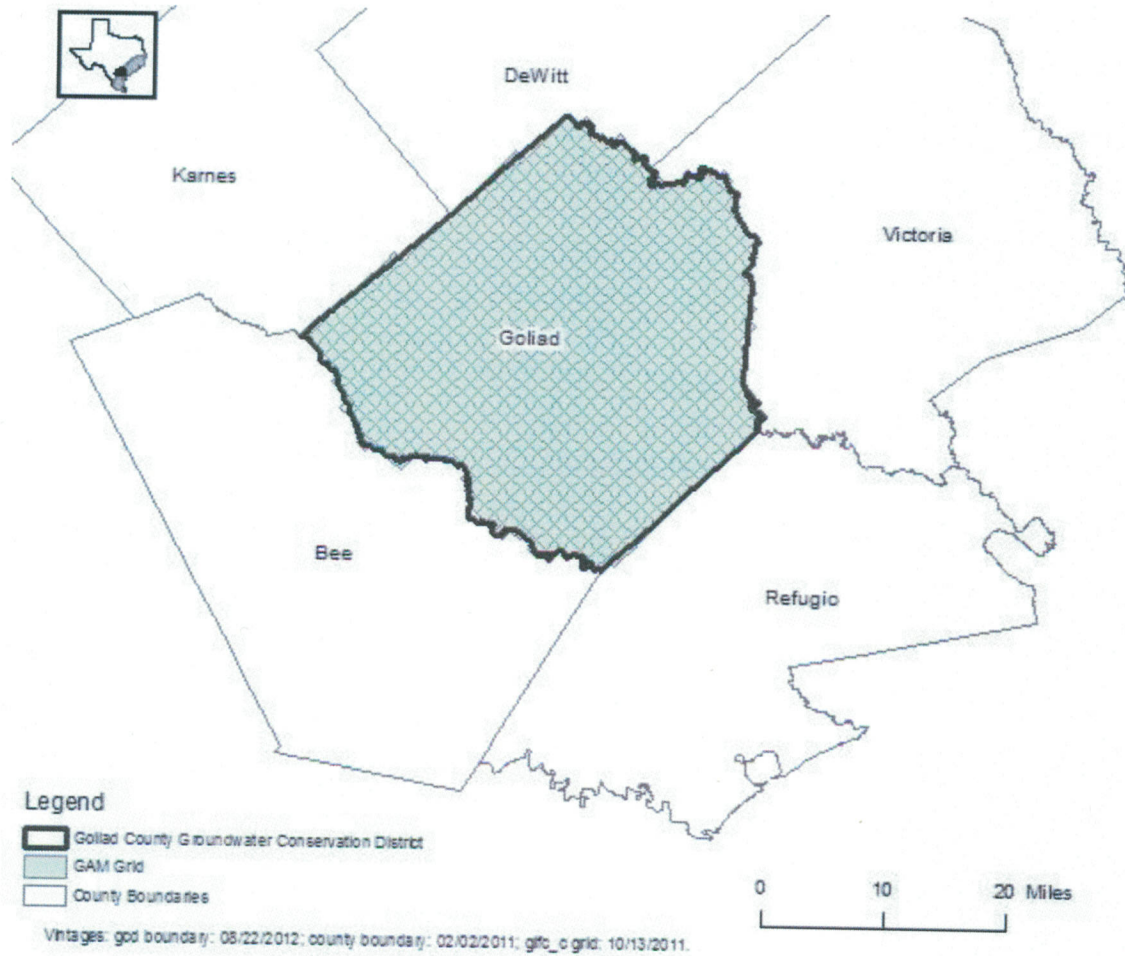 DeWitt
Karnes
Victoria
Goliad
Bee
Refugio
Legend
Goliad County Groundwater Conservation District
GAM Grid
County Boundaries
0 10 20 Miles
Vintages: gcd boundary: 08/22/2012; county boundary: 02/02/2011; glfc_c grid: 10/13/2011.